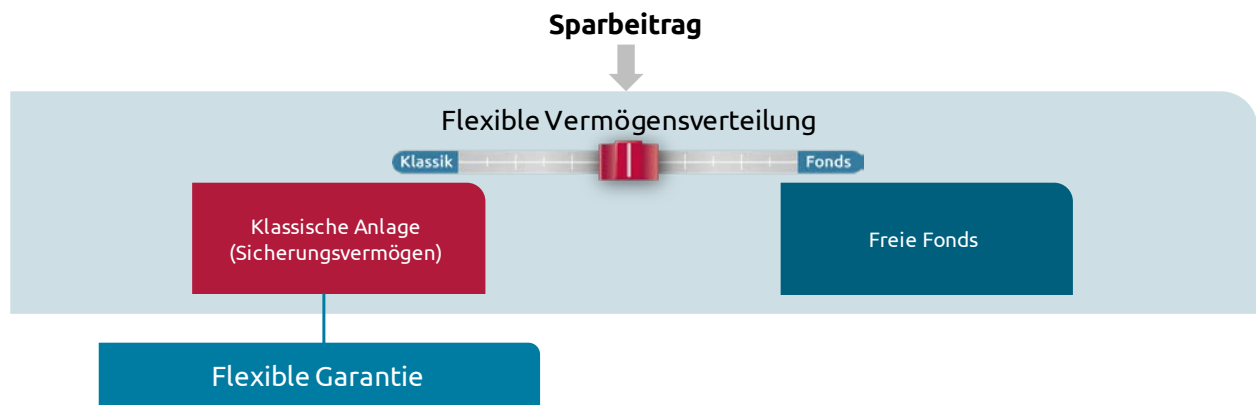 Sparbeitrag
Flexible Vermögensverteilung
Klassik
Fonds
Klassische Anlage
(Sicherungsvermögen)
Freie Fonds
Flexible Garantie